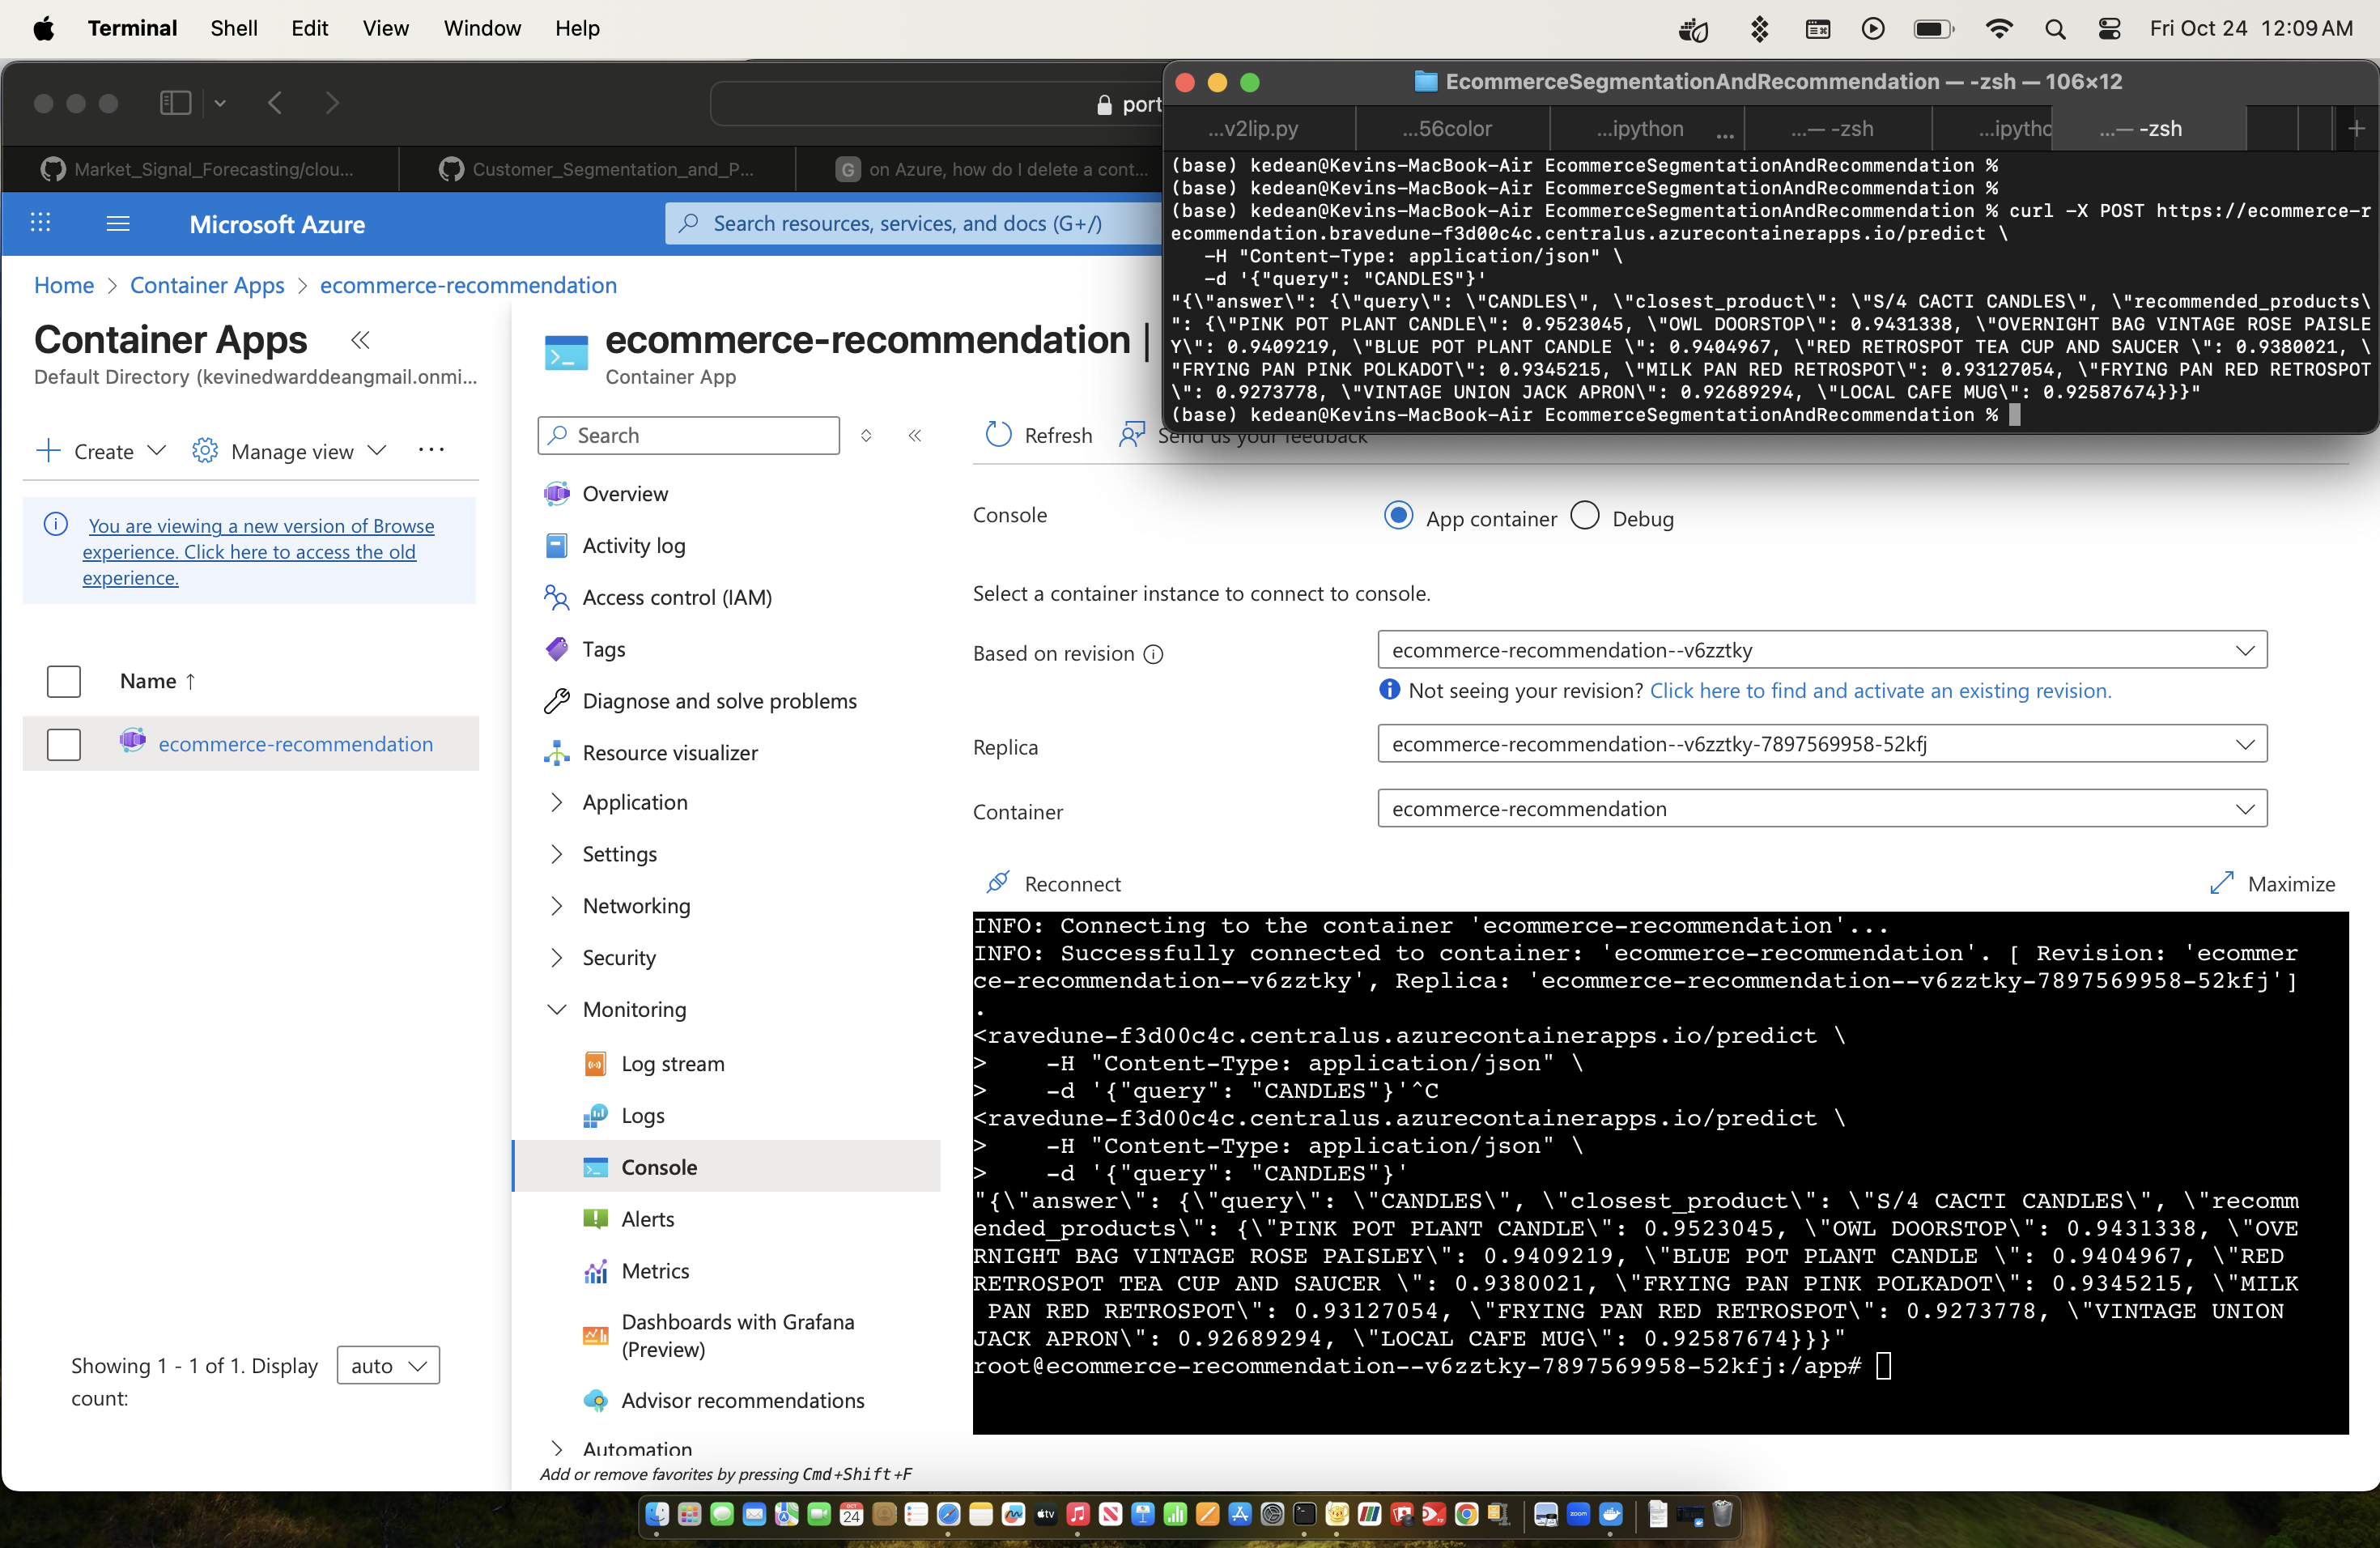 Terminal Shell Edit View Window Help
Fri Oct 24 12:09 AM
port
EcommerceSegmentationAndRecommendation — -zsh — 106×12
...v2lip.py ...56color ...ipython ... ...— -zsh ...ipytho ...— -zsh
Market_Signal_Forecasting/clou... Customer_Segmentation_and_P... G on Azure, how do I delete a cont...
(base) kedean@Kevins-MacBook-Air EcommerceSegmentationAndRecommendation %
(base) kedean@Kevins-MacBook-Air EcommerceSegmentationAndRecommendation %
(base) kedean@Kevins-MacBook-Air EcommerceSegmentationAndRecommendation % curl -X POST https://ecommerce-r
ecommendation.bravedune-f3d00c4c.centralus.azurecontainerapps.io/predict \
-H "Content-Type: application/json" \
-d '{"query": "CANDLES"}'
"{\"answer\": {\"query\": \"CANDLES\", \"closest_product\": \"S/4 CACTI CANDLES\", \"recommended_products\
": {\"PINK POT PLANT CANDLE\": 0.9523045, \"OWL DOORSTOP\": 0.9431338, \"OVERNIGHT BAG VINTAGE ROSE PAISLE
Y\": 0.9409219, \"BLUE POT PLANT CANDLE \": 0.9404967, \"RED RETROSPOT TEA CUP AND SAUCER \": 0.9380021, \
"FRYING PAN PINK POLKADOT\": 0.9345215, \"MILK PAN RED RETROSPOT\": 0.93127054, \"FRYING PAN RED RETROSPOT
\": 0.9273778, \"VINTAGE UNION JACK APRON\": 0.92689294, \"LOCAL CAFE MUG\": 0.92587674}}}"
(base) kedean@Kevins-MacBook-Air EcommerceSegmentationAndRecommendation %
Microsoft Azure
Search resources, services, and docs (G+/)
Home > Container Apps > ecommerce-recommendation
Container Apps
Default Directory (kevinedwarddeangmail.onmi...
Create Manage view ...
You are viewing a new version of Browse
experience. Click here to access the old
experience.
Name ↑
ecommerce-recommendation
Showing 1 - 1 of 1. Display
count:
auto
ecommerce-recommendation |
Container App
Search
Overview
Activity log
Access control (IAM)
Tags
Diagnose and solve problems
Resource visualizer
Application
Settings
Networking
Security
Monitoring
Log stream
Logs
Console
Alerts
Metrics
Dashboards with Grafana
(Preview)
Advisor recommendations
Automation
Add or remove favorites by pressing Cmd+Shift+F
Refresh Send us your feedback
Console App container Debug
Select a container instance to connect to console.
Based on revision ecommerce-recommendation--v6zztky
Not seeing your revision? Click here to find and activate an existing revision.
Replica ecommerce-recommendation--v6zztky-7897569958-52kfj
Container ecommerce-recommendation
Reconnect Maximize
INFO: Connecting to the container 'ecommerce-recommendation'...
INFO: Successfully connected to container: 'ecommerce-recommendation'. [ Revision: 'ecommer
ce-recommendation--v6zztky', Replica: 'ecommerce-recommendation--v6zztky-7897569958-52kfj']
.
<ravedune-f3d00c4c.centralus.azurecontainerapps.io/predict \
> -H "Content-Type: application/json" \
> -d '{"query": "CANDLES"}'^C
<ravedune-f3d00c4c.centralus.azurecontainerapps.io/predict \
> -H "Content-Type: application/json" \
> -d '{"query": "CANDLES"}'
"{\"answer\": {\"query\": \"CANDLES\", \"closest_product\": \"S/4 CACTI CANDLES\", \"recomm
ended_products\": {\"PINK POT PLANT CANDLE\": 0.9523045, \"OWL DOORSTOP\": 0.9431338, \"OVE
RNIGHT BAG VINTAGE ROSE PAISLEY\": 0.9409219, \"BLUE POT PLANT CANDLE \": 0.9404967, \"RED
RETROSPOT TEA CUP AND SAUCER \": 0.9380021, \"FRYING PAN PINK POLKADOT\": 0.9345215, \"MILK
PAN RED RETROSPOT\": 0.93127054, \"FRYING PAN RED RETROSPOT\": 0.9273778, \"VINTAGE UNION
JACK APRON\": 0.92689294, \"LOCAL CAFE MUG\": 0.92587674}}}"
root@ecommerce-recommendation--v6zztky-7897569958-52kfj:/app#
OCT
24
tv
zoom